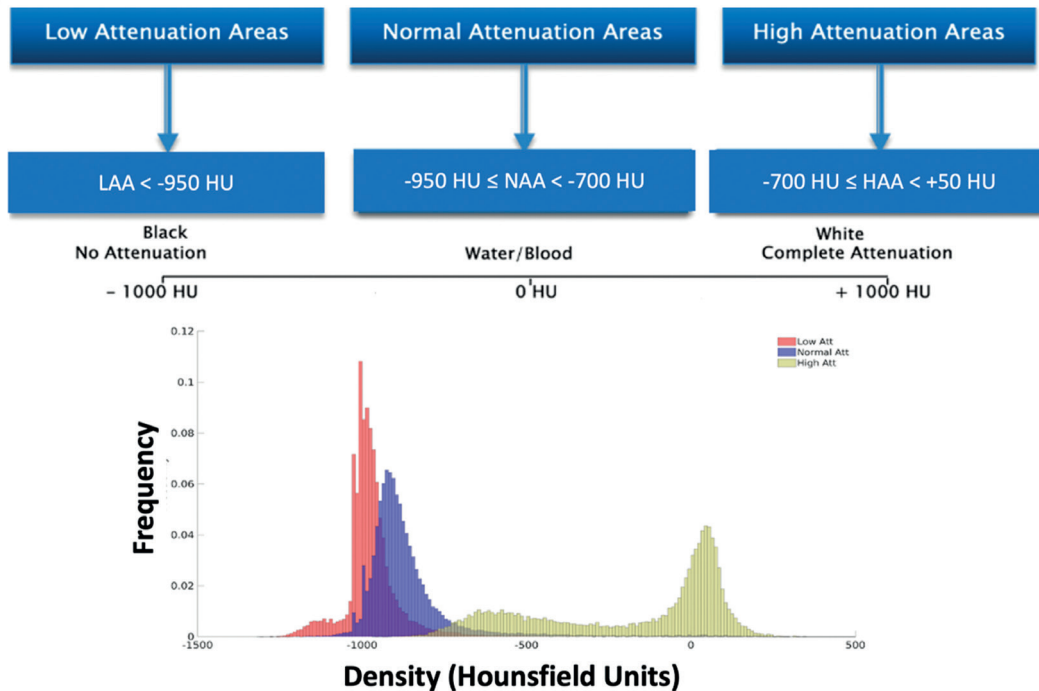 Low Attenuation Areas
Normal Attenuation Areas
High Attenuation Areas
LAA < -950 HU
-950 HU ≤ NAA < -700 HU
-700 HU ≤ HAA < +50 HU
Black
No Attenuation
Water/Blood
White
Complete Attenuation
– 1000 HU
0 HU
+ 1000 HU
0.12
0.1
0.08
0.06
0.04
0.02
0
Frequency
Low Att
Normal Att
High Att
-1500
-1000
-500
0
500
Density (Hounsfield Units)